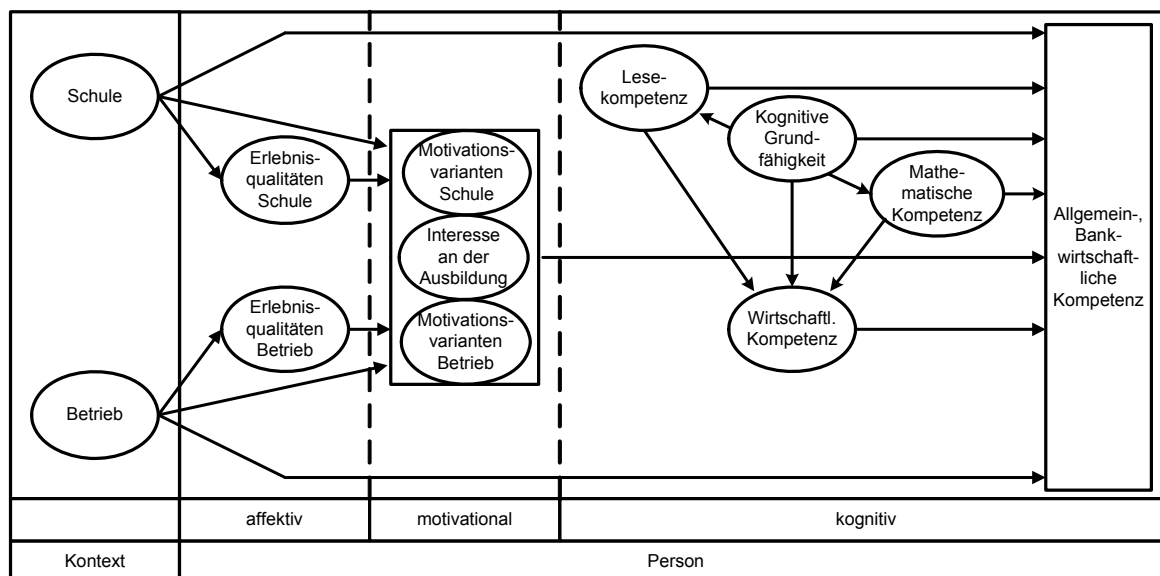 Schule
Betrieb
Erlebnis-
qualitäten
Schule
Erlebnis-
qualitäten
Betrieb
Motivations-
varianten
Schule
Interesse
an der
Ausbildung
Motivations-
varianten
Betrieb
Lese-
kompetenz
Kognitive
Grund-
fähigkeit
Mathe-
matische
Kompetenz
Wirtschaftl.
Kompetenz
Allgemein-,
Bank-
wirtschaft-
liche
Kompetenz
affektiv
motivational
kognitiv
Kontext
Person